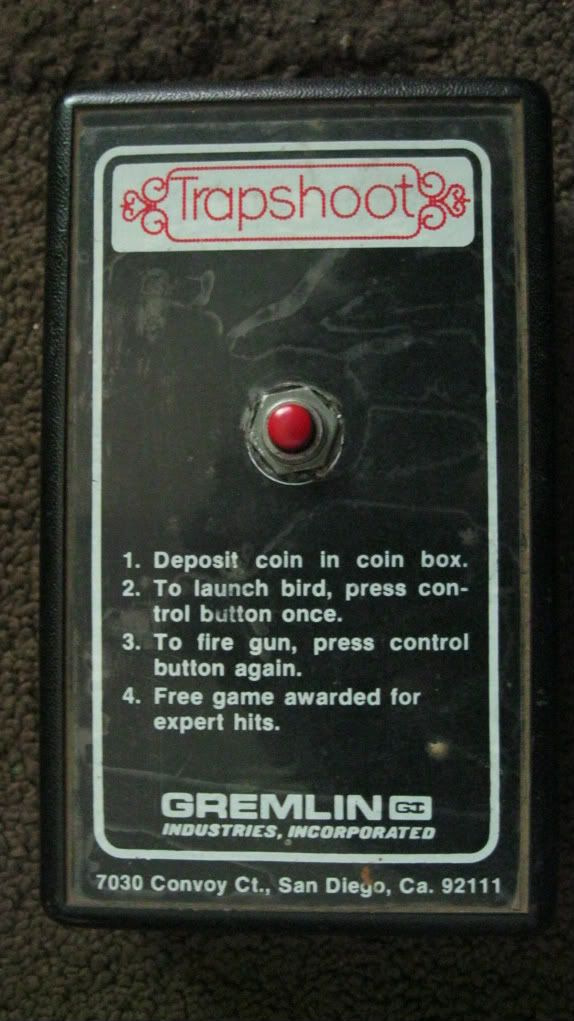 Trapshoot
1. Deposit coin in coin box.
2. To launch bird, press con-
trol button once.
3. To fire gun, press control
button again.
4. Free game awarded for
expert hits.
GREMLIN GI
INDUSTRIES, INCORPORATED
7030 Convoy Ct., San Diego, Ca. 92111